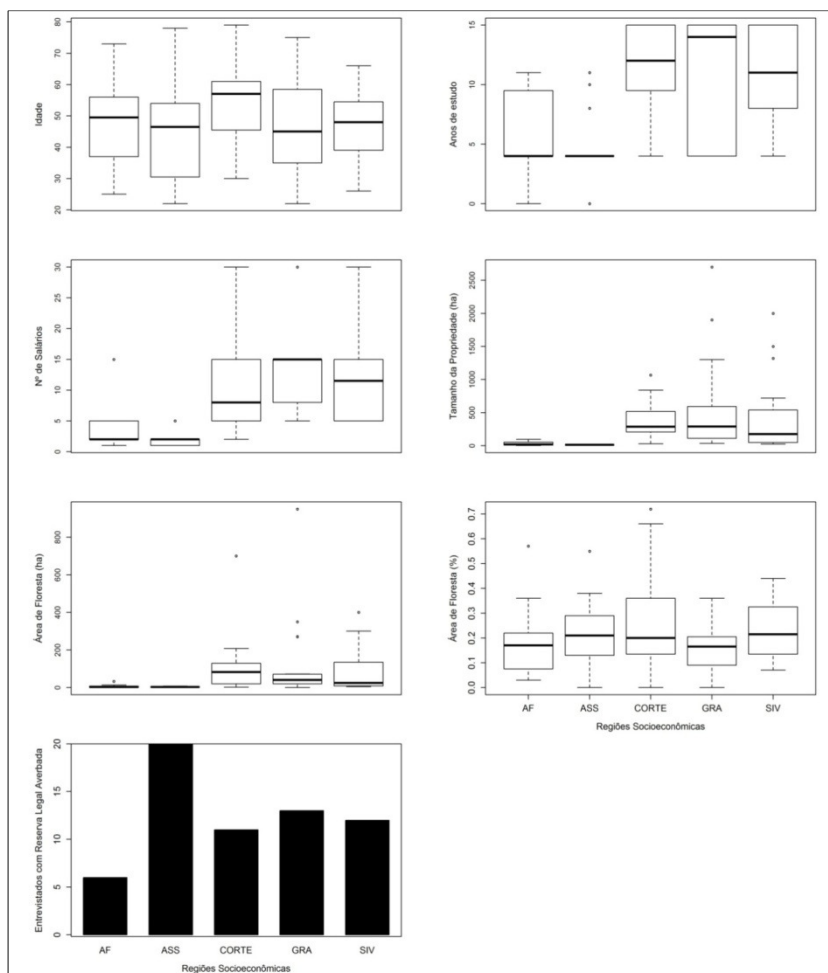 Idade
20 30 40 50 60 70 80
Anos de estudo
0 5 10 15
Nº de Salários
0 5 10 15 20 25 30
Tamanho da Propriedade (ha)
0 500 1000 1500 2000 2500
Área de Floresta (ha)
0 200 400 600 800
Área de Floresta (%)
0.0 0.1 0.2 0.3 0.4 0.5 0.6 0.7
AF ASS CORTE GRA SIV
Regiões Socioeconômicas
Entrevistados com Reserva Legal Averbada
0 5 10 15 20
AF ASS CORTE GRA SIV
Regiões Socioeconômicas